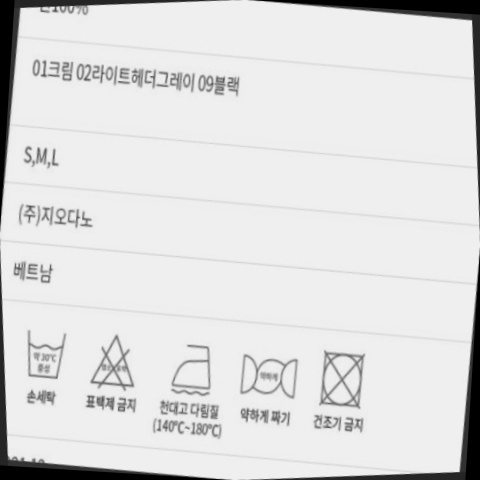 01크림 02라이트헤더그레이 09블랙
S,M,L
(주)지오다노
베트남
약 30℃
중성
약하게
손세탁
표백제 금지
천대고 다림질
(140℃~180℃)
약하게 짜기
건조기 금지